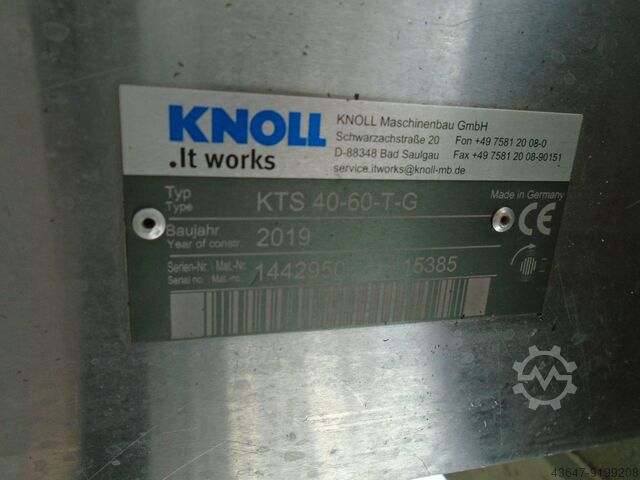 KNOLL
.It works
KNOLL Maschinenbau GmbH
Schwarzachstraße 20 Fon +49 7581 20 08-0
D-88348 Bad Saulgau Fax +49 7581 20 08-90151
service.itworks@knoll-mb.de
Typ
Type
KTS 40-60-T-G
Made in Germany
CE
Baujahr
Year of constr.
2019
Serien-Nr. Mat.-Nr.
Serial no. Mat.-no.
15385
43647-9199208